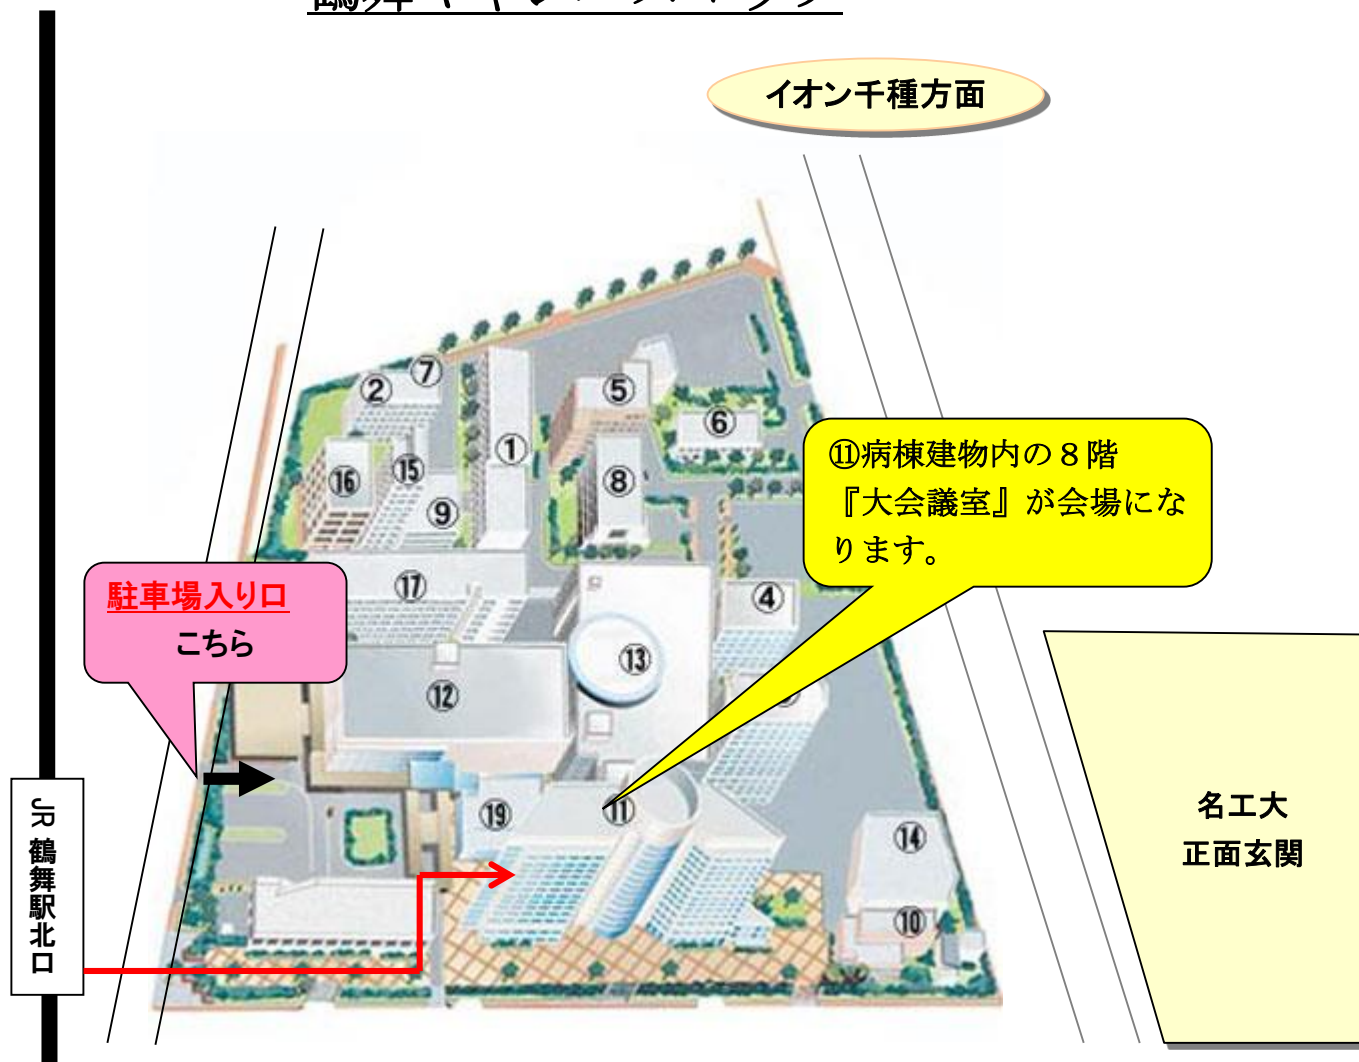 イオン千種方面
⑦
②
⑤
①
⑥
⑯
⑮
⑧
⑨
⑪病棟建物内の８階
『大会議室』が会場にな
ります。
駐車場入り口
こちら
⑰
④
⑬
⑫
JR 鶴舞駅北口
⑲
⑪
⑭
⑩
名工大
正面玄関